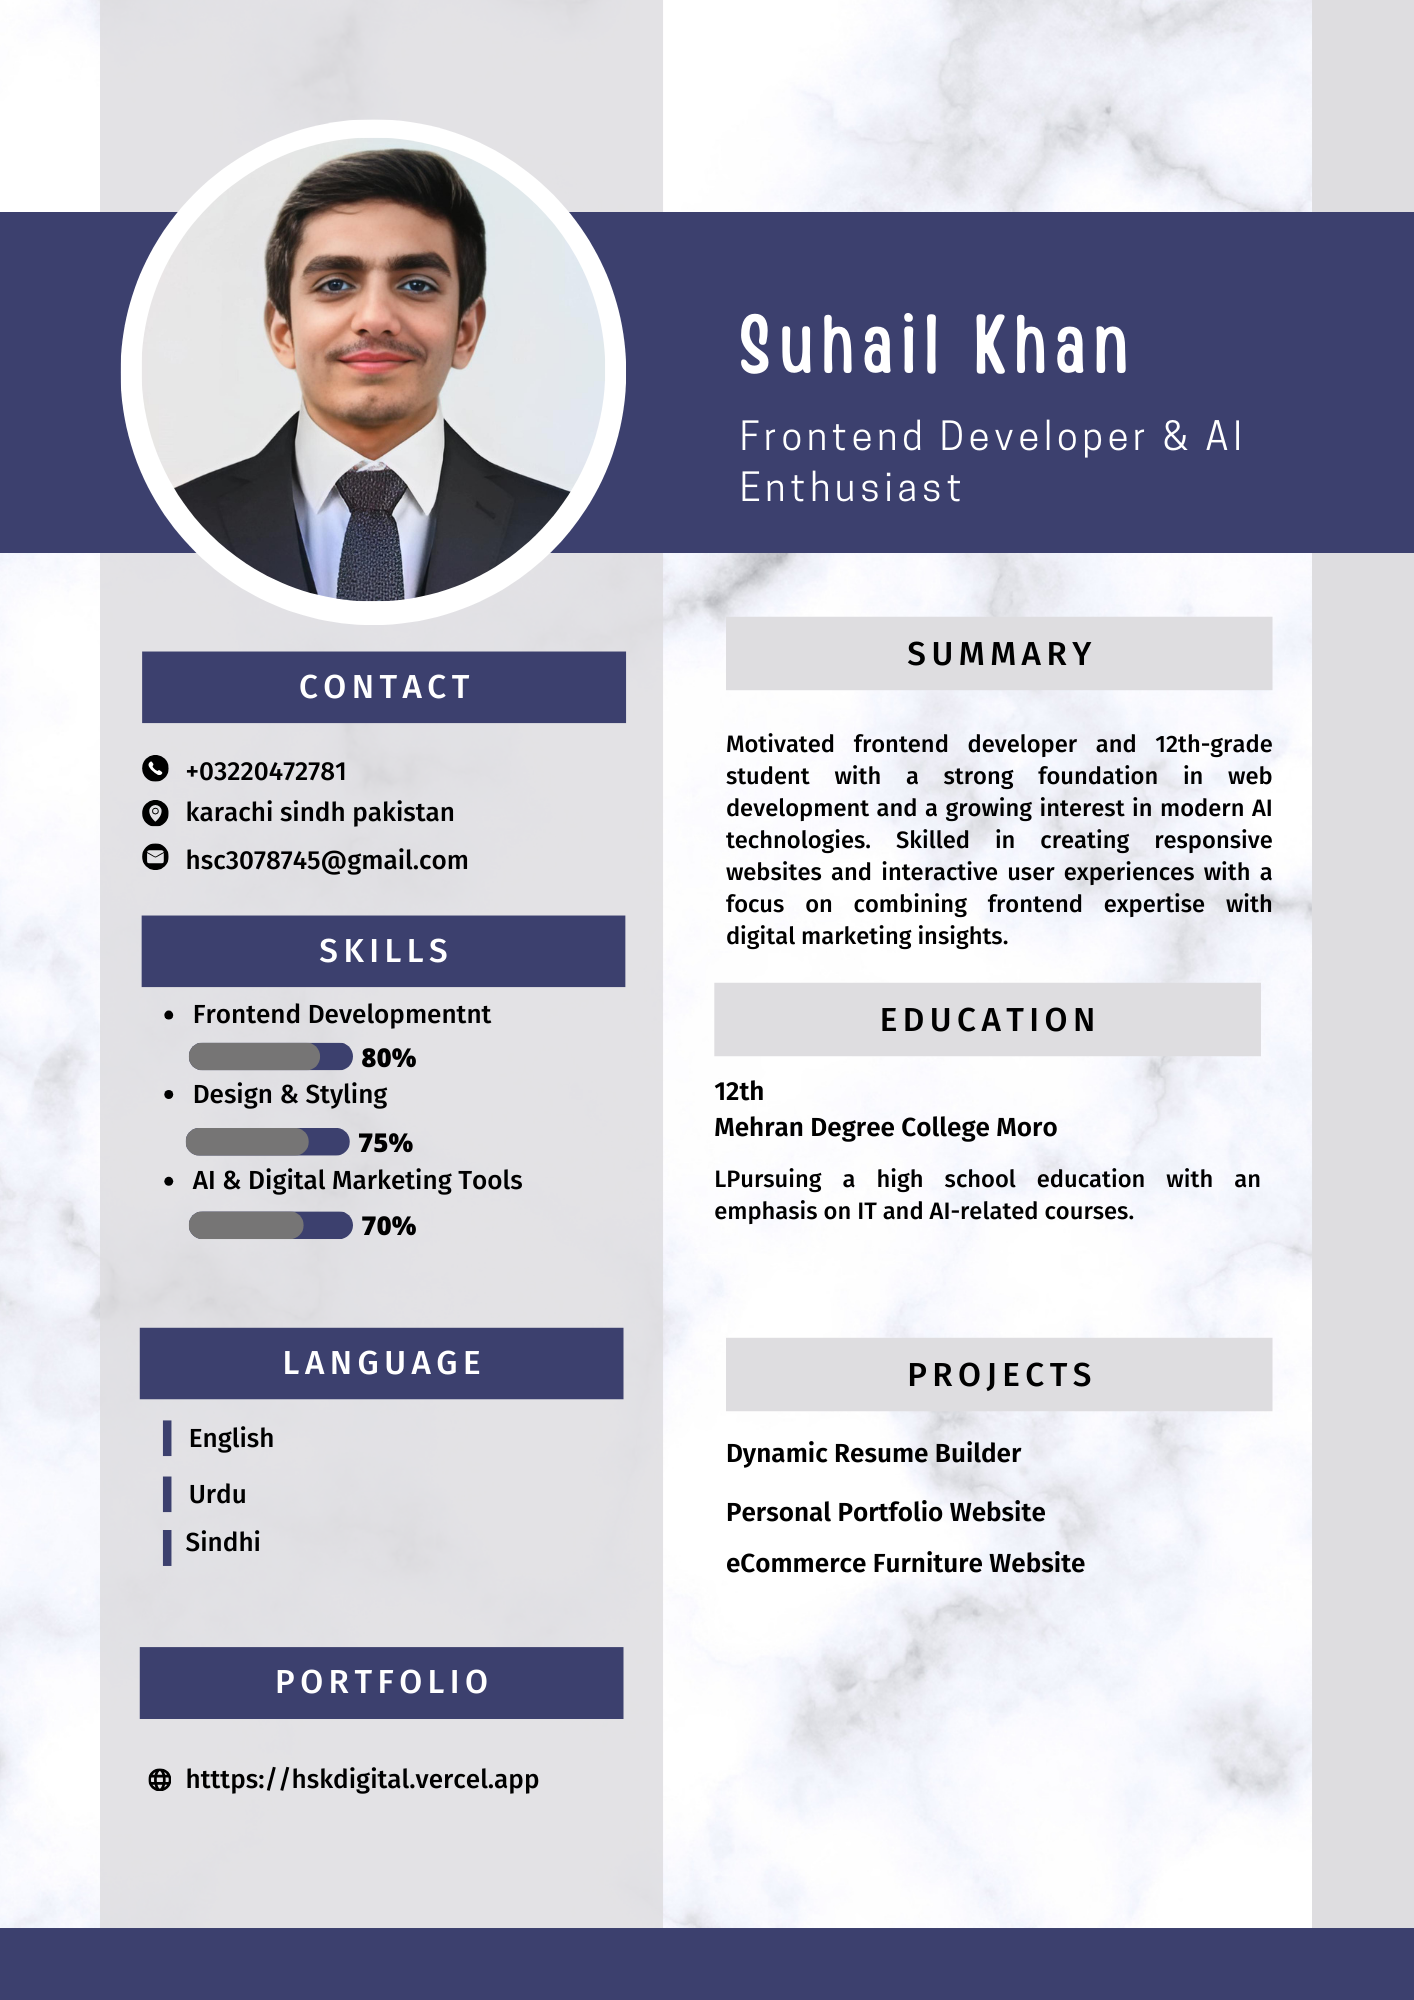 Suhail Khan
Frontend Developer & AI
Enthusiast
CONTACT
+03220472781
karachi sindh pakistan
hsc3078745@gmail.com
SKILLS
• Frontend Developmentnt
80%
• Design & Styling
75%
• AI & Digital Marketing Tools
70%
LANGUAGE
English
Urdu
Sindhi
PORTFOLIO
htttps://hskdigital.vercel.app
SUMMARY
Motivated frontend developer and 12th-grade
student with a strong foundation in web
development and a growing interest in modern AI
technologies. Skilled in creating responsive
websites and interactive user experiences with a
focus on combining frontend expertise with
digital marketing insights.
EDUCATION
12th
Mehran Degree College Moro
LPursuing a high school education with an
emphasis on IT and AI-related courses.
PROJECTS
Dynamic Resume Builder
Personal Portfolio Website
eCommerce Furniture Website